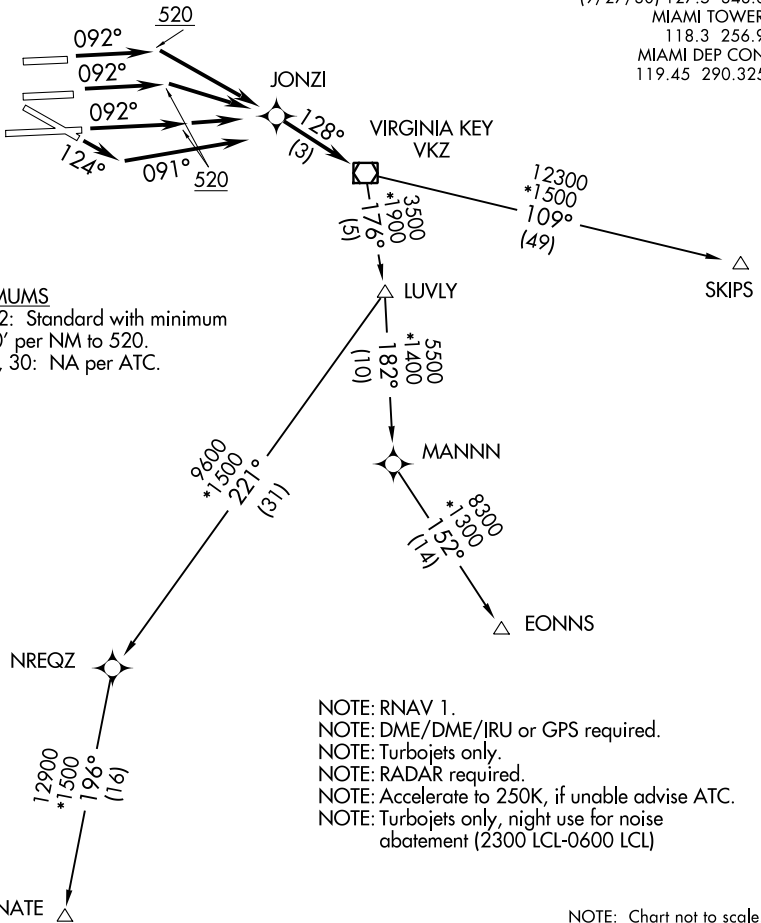 MIAMI TOWER
118.3 256.9
MIAMI DEP CON
119.45 290.325
520
092°
092°
092°
124°
091°
520
JONZI
128°
(3)
VIRGINIA KEY
VKZ
12300
*1500
109°
(49)
SKIPS
3500
*1900
176°
(5)
LUVLY
2: Standard with minimum
0' per NM to 520.
, 30: NA per ATC.
5500
*1400
182°
(10)
MANNN
9600
*1500
221°
(31)
8300
*1300
152°
(14)
EONNS
NREQZ
12900
*1500
196°
(16)
NOTE: RNAV 1.
NOTE: DME/DME/IRU or GPS required.
NOTE: Turbojets only.
NOTE: RADAR required.
NOTE: Accelerate to 250K, if unable advise ATC.
NOTE: Turbojets only, night use for noise
abatement (2300 LCL-0600 LCL)
NATE
NOTE: Chart not to scale